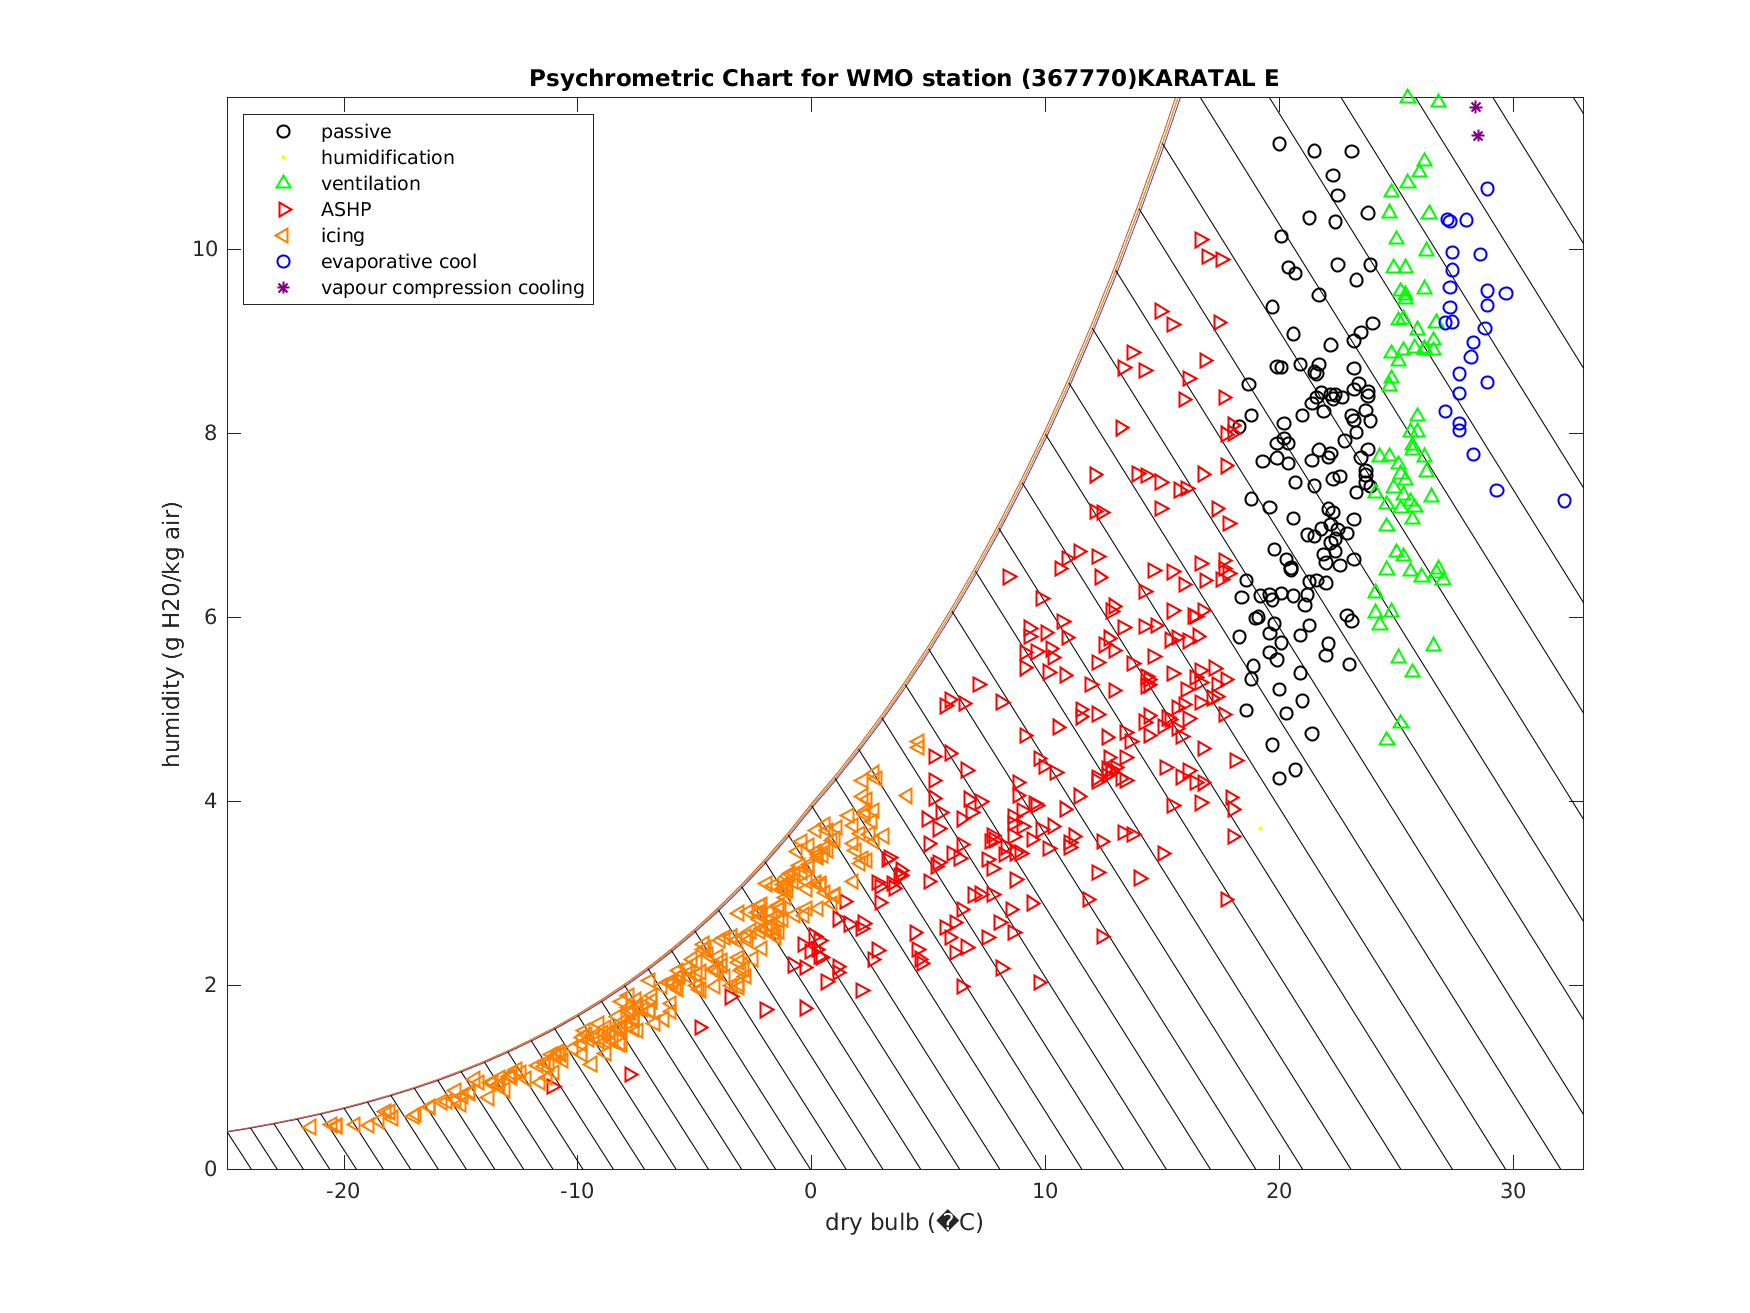 Psychrometric Chart for WMO station (367770)KARATAL E
passive
humidification
ventilation
ASHP
icing
evaporative cool
vapour compression cooling
humidity (g H20/kg air)
10
8
6
4
2
0
-20 -10 0 10 20 30
dry bulb (�C)